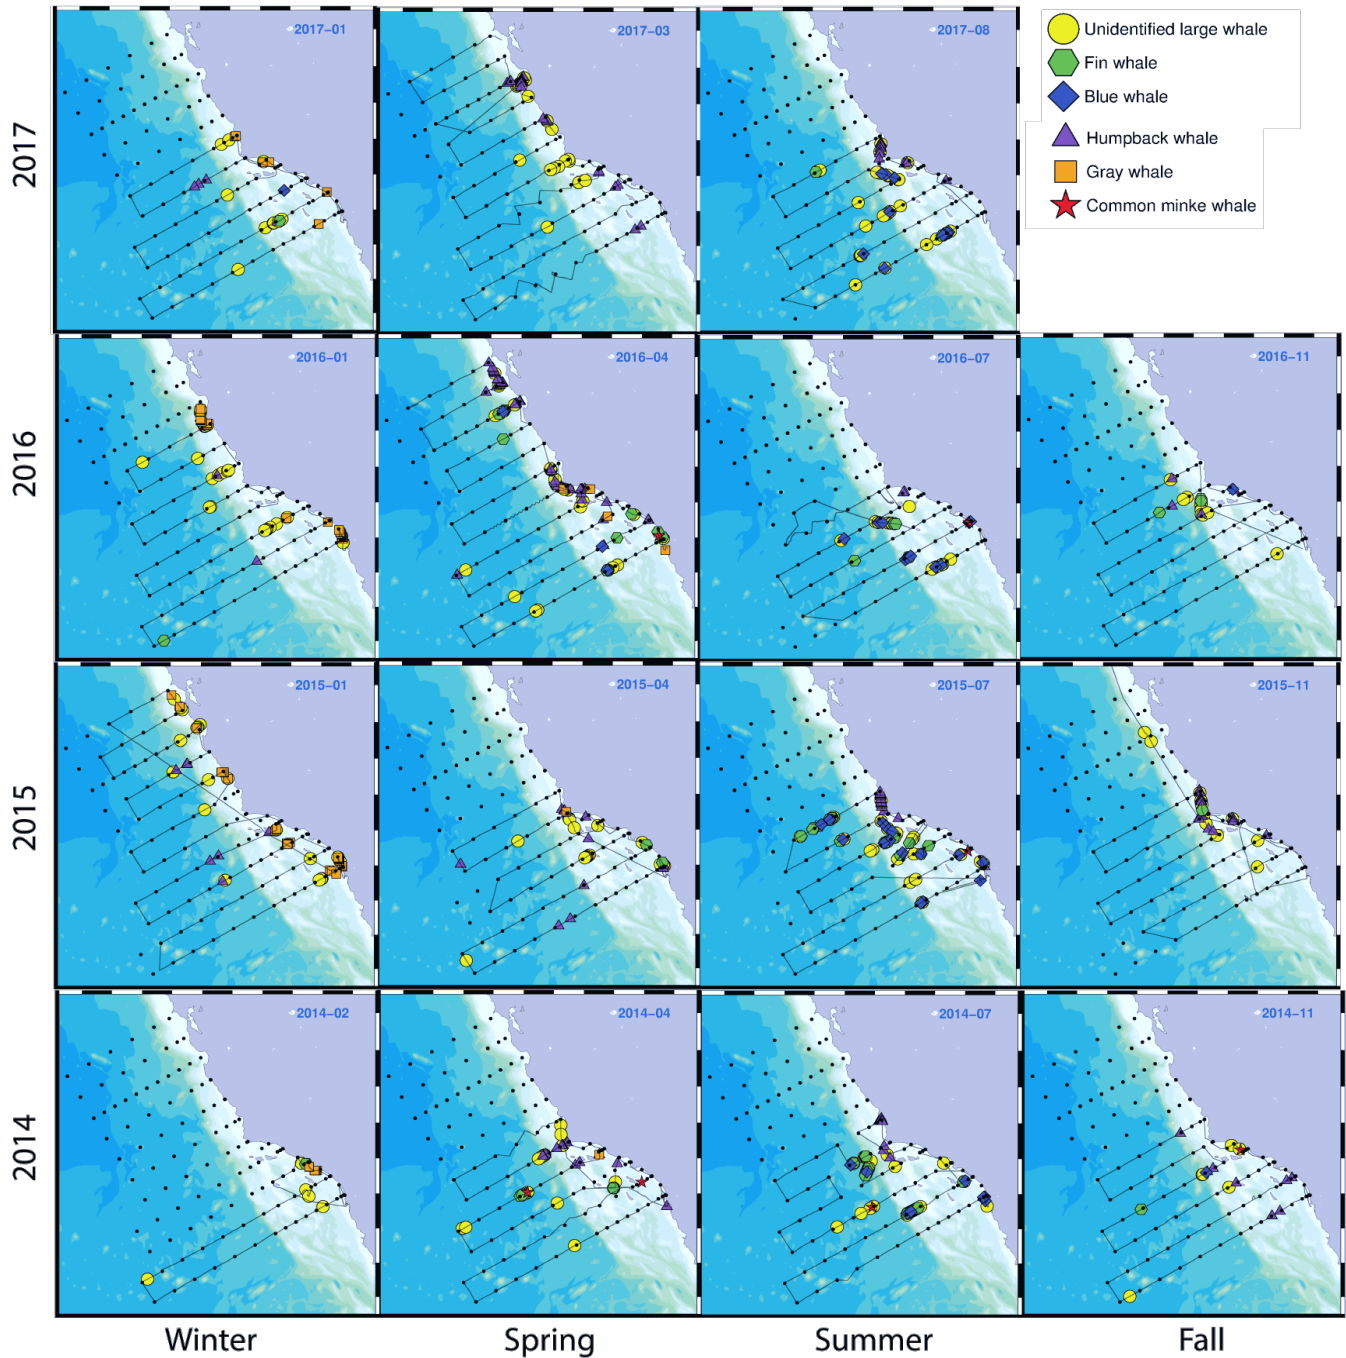 2017-01
2017-03
2017-08
Unidentified large whale
Fin whale
Blue whale
Humpback whale
Gray whale
Common minke whale
2017
2016-01
2016-04
2016-07
2016-11
2016
2015-01
2015-04
2015-07
2015-11
2015
2014-02
2014-04
2014-07
2014-11
2014
Winter
Spring
Summer
Fall